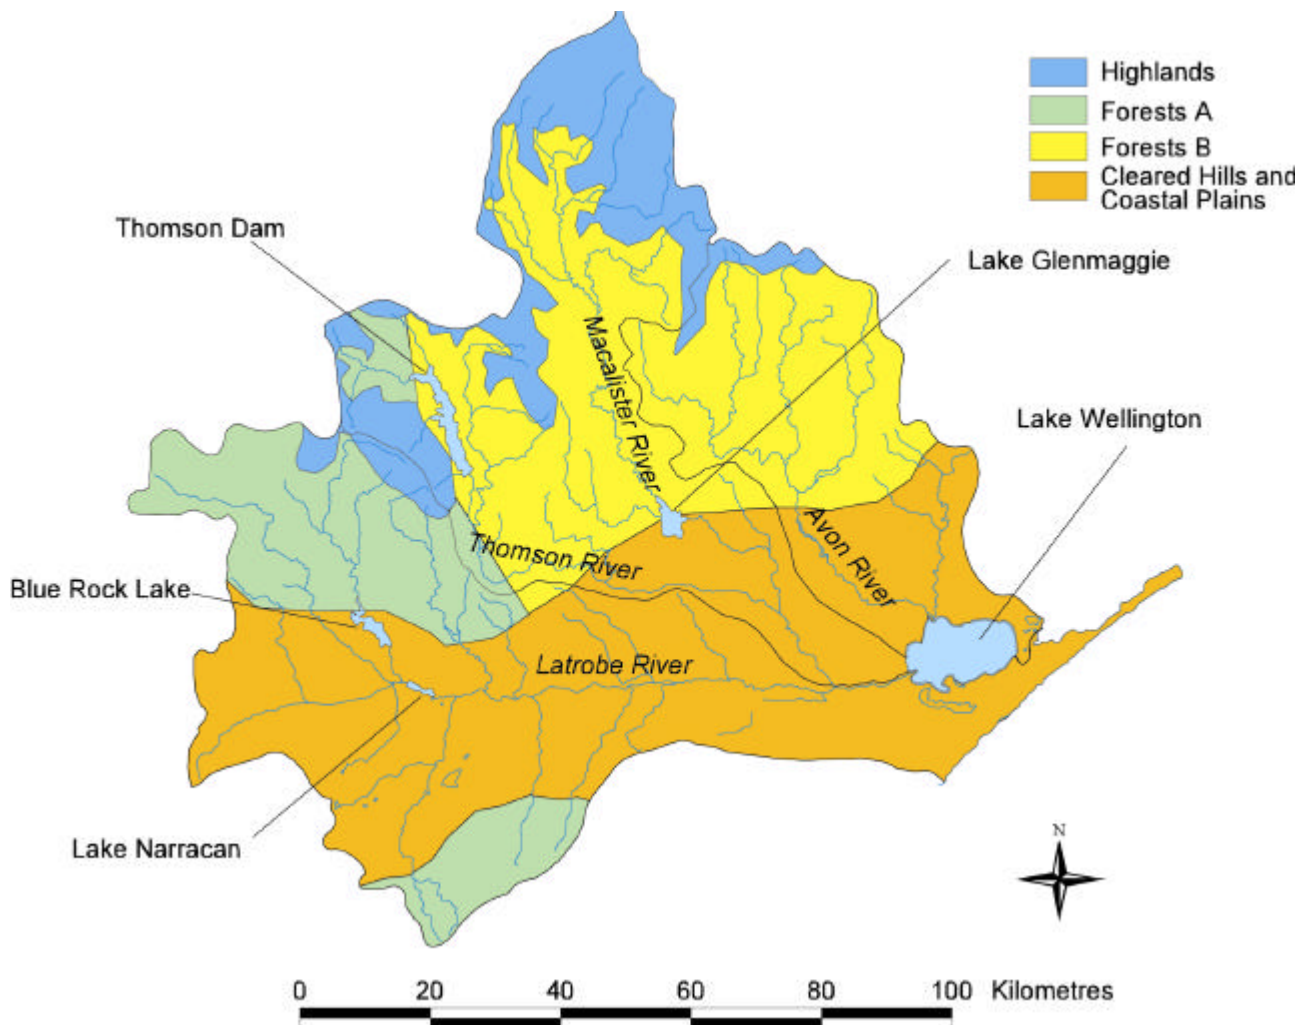 Highlands
Forests A
Forests B
Cleared Hills and
Coastal Plains
Thomson Dam
Lake Glenmaggie
Macalister River
Lake Wellington
Avon River
Thomson River
Blue Rock Lake
Latrobe River
Lake Narracan
N
0 20 40 60 80 100 Kilometres